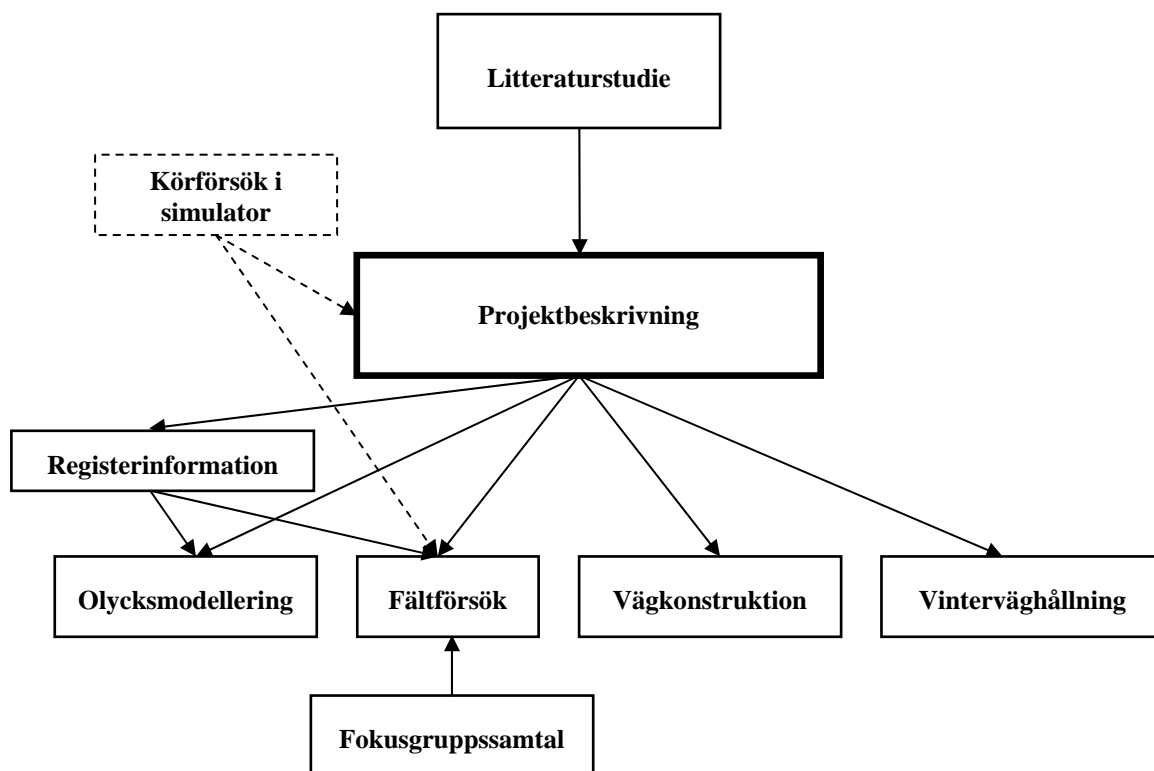 Litteraturstudie
Körförsök i
simulator
Projektbeskrivning
Registerinformation
Olycksmodellering
Fältförsök
Vägkonstruktion
Vinterväghållning
Fokusgruppssamtal